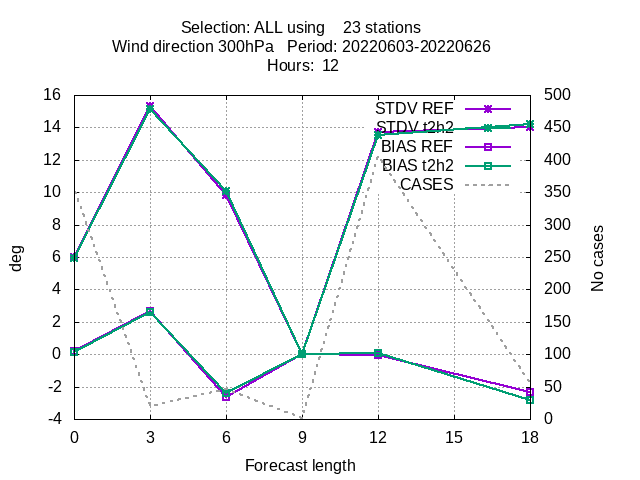 Selection: ALL using    23 stations
Wind direction 300hPa   Period: 20220603-20220626
Hours:  12
16
14
12
10
8
6
4
2
0
-2
-4
deg
500
450
400
350
300
250
200
150
100
50
0
No cases
STDV REF
STDV t2h2
BIAS REF
BIAS t2h2
CASES
0 3 6 9 12 15 18
Forecast length